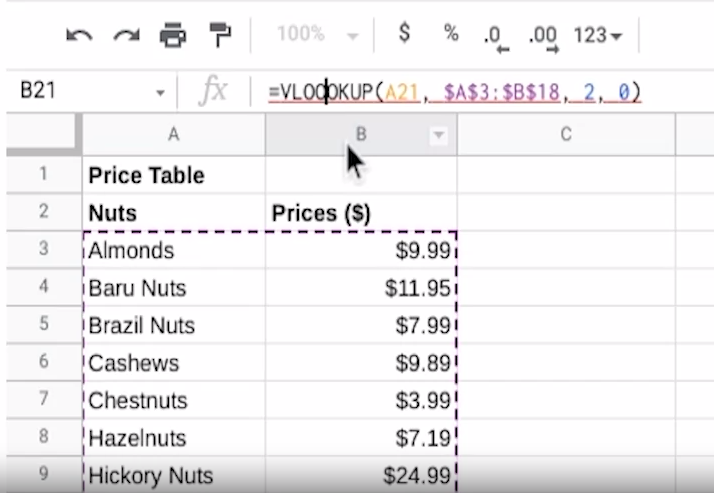 100% $ % .0 .00 123
B21 fx =VLOOOKUP(A21, $A$3:$B$18, 2, 0)
A B C
1 Price Table
2 Nuts Prices ($)
3 Almonds $9.99
4 Baru Nuts $11.95
5 Brazil Nuts $7.99
6 Cashews $9.89
7 Chestnuts $3.99
8 Hazelnuts $7.19
9 Hickory Nuts $24.99